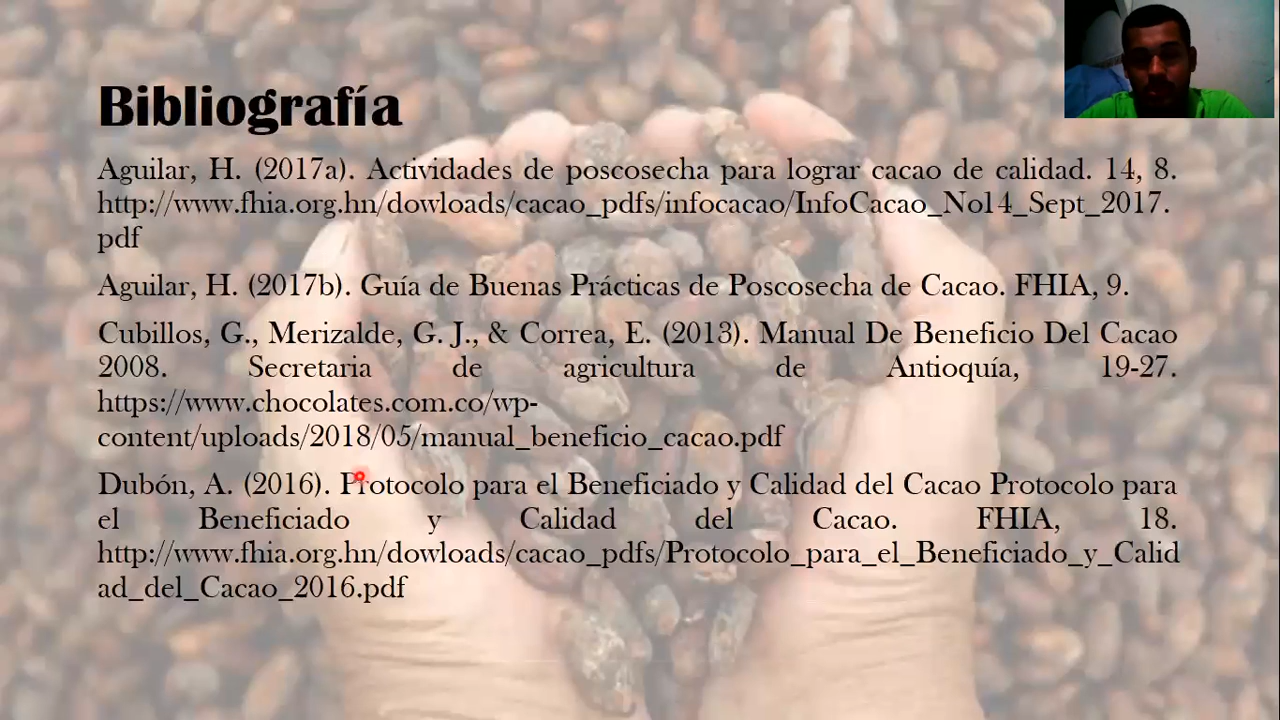 Bibliografía
Aguilar, H. (2017a). Actividades de poscosecha para lograr cacao de calidad. 14, 8.
http://www.fhia.org.hn/dowloads/cacao_pdfs/infocacao/InfoCacao_No14_Sept_2017.
pdf
Aguilar, H. (2017b). Guía de Buenas Prácticas de Poscosecha de Cacao. FHIA, 9.
Cubillos, G., Merizalde, G. J., & Correa, E. (2013). Manual De Beneficio Del Cacao
2008. Secretaria de agricultura de Antioquía, 19-27.
https://www.chocolates.com.co/wp-
content/uploads/2018/05/manual_beneficio_cacao.pdf
Dubón, A. (2016). Protocolo para el Beneficiado y Calidad del Cacao Protocolo para
el Beneficiado y Calidad del Cacao. FHIA, 18.
http://www.fhia.org.hn/dowloads/cacao_pdfs/Protocolo_para_el_Beneficiado_y_Calid
ad_del_Cacao_2016.pdf